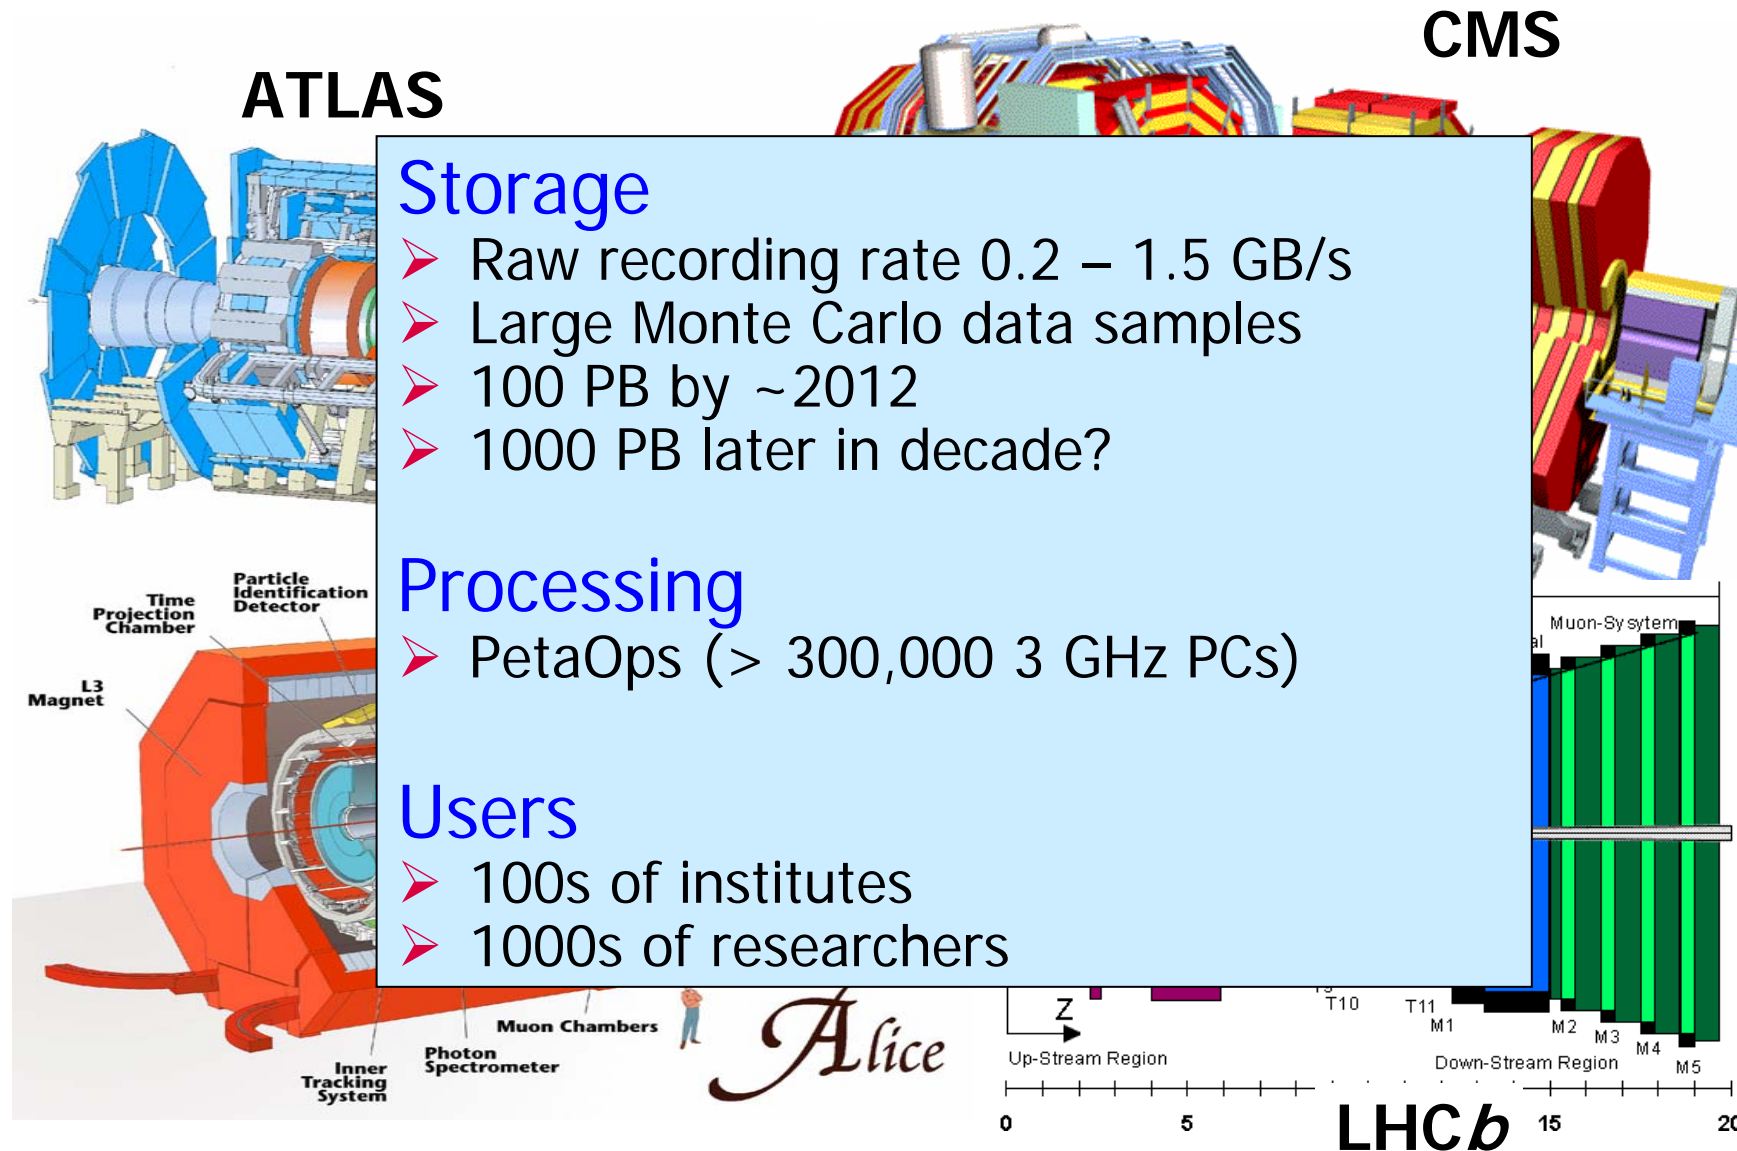 CMS
ATLAS
Storage
➢ Raw recording rate 0.2 – 1.5 GB/s
➢ Large Monte Carlo data samples
➢ 100 PB by ~2012
➢ 1000 PB later in decade?
Processing
➢ PetaOps (> 300,000 3 GHz PCs)
Users
➢ 100s of institutes
➢ 1000s of researchers
Particle
Identification
Detector
Time
Projection
Chamber
L3
Magnet
Muon Chambers
Photon
Spectrometer
Inner
Tracking
System
Alice
Muon-Sysytem
Z
T10
T11
M1
M2
M3
M4
M5
Up-Stream Region
Down-Stream Region
0 5 15 20
LHCb